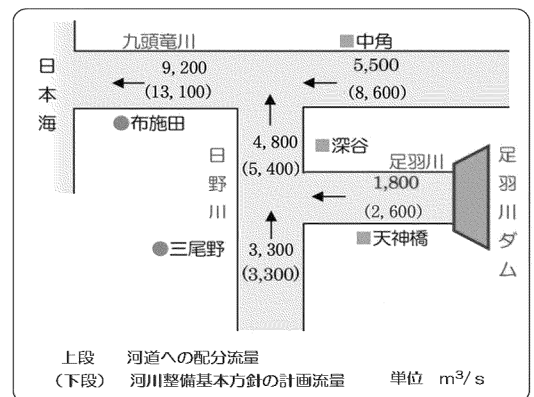 九頭竜川
■中角
日本海
9,200
(13,100)
5,500
(8,600)
●布施田
4,800
(5,400)
■深谷
日野川
足羽川
1,800
(2,600)
足羽川ダム
■天神橋
●三尾野
3,300
(3,300)
上段 河道への配分流量
(下段) 河川整備基本方針の計画流量 単位 m³/s